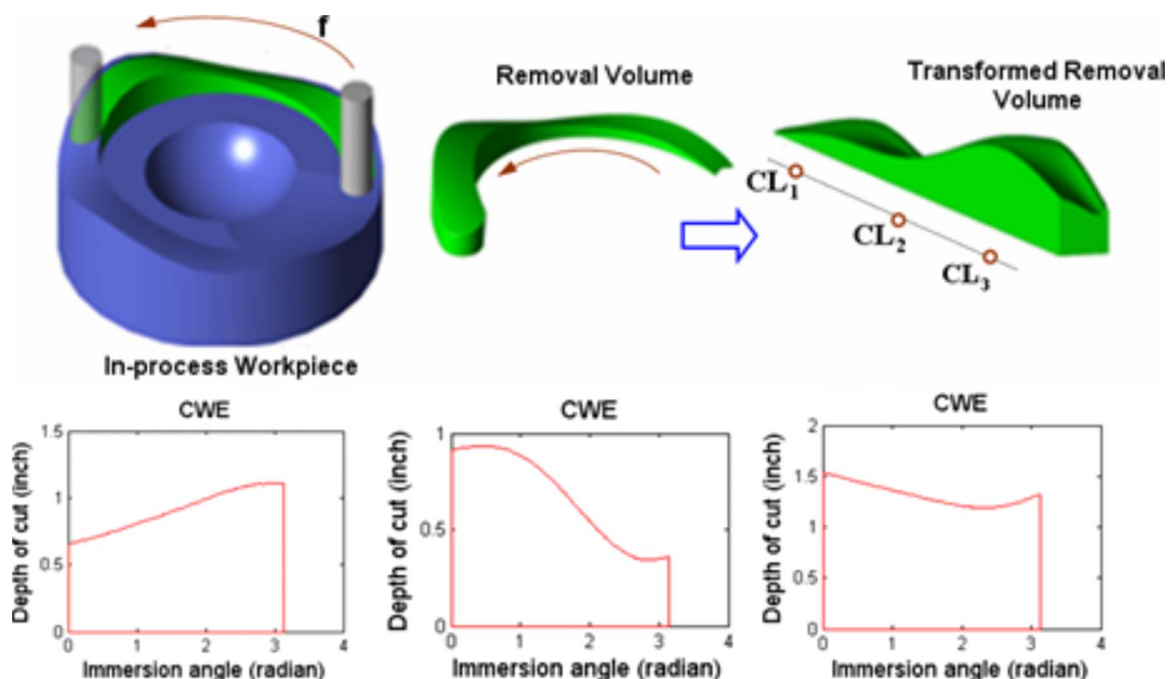 f
Removal Volume
Transformed Removal
Volume
CL1
CL2
CL3
In-process Workpiece
CWE
Depth of cut (inch)
1.5
1
0.5
0
0 1 2 3 4
Immersion angle (radian)
CWE
Depth of cut (inch)
1
0.5
0
0 1 2 3 4
Immersion angle (radian)
CWE
Depth of cut (inch)
2
1.5
1
0.5
0
0 1 2 3 4
Immersion angle (radian)